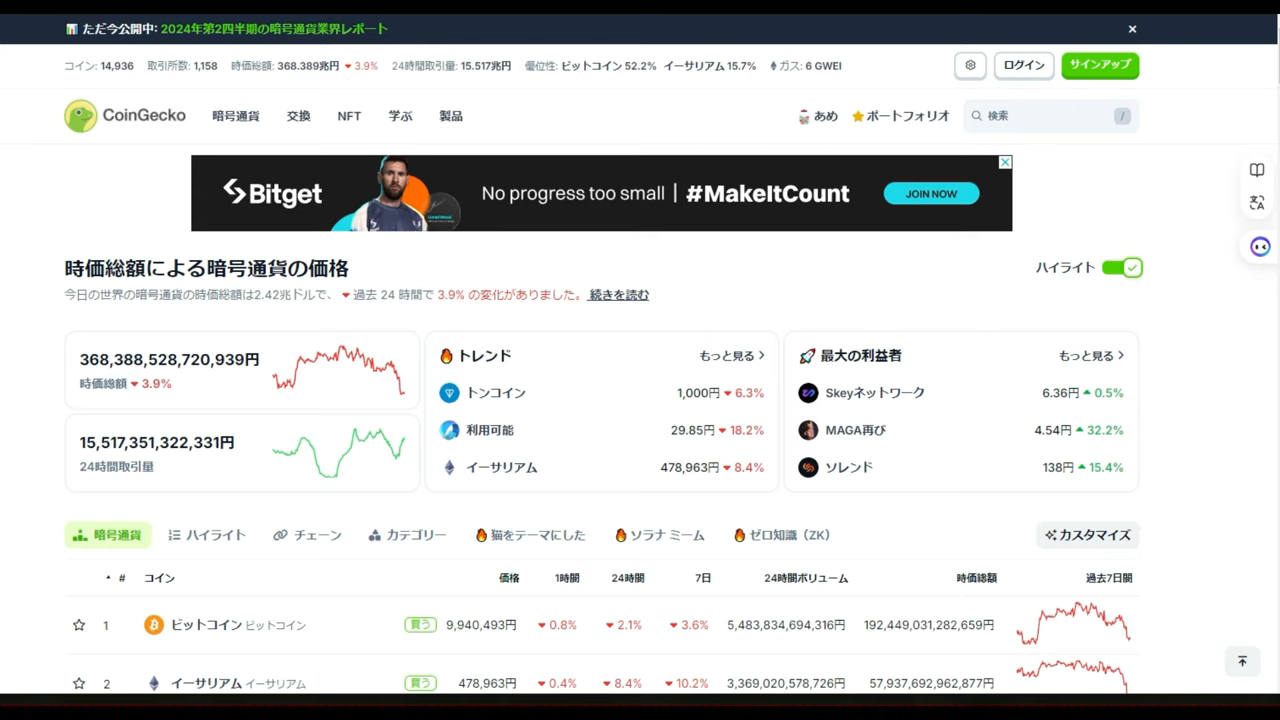 ただ今公開中: 2024年第2四半期の暗号通貨業界レポート
コイン: 14,936 取引所数: 1,158 時価総額: 368.389兆円 3.9% 24時間取引量: 15.517兆円 優位性: ビットコイン 52.2% イーサリアム 15.7% ガス: 6 GWEI ログイン サインアップ
CoinGecko 暗号通貨 交換 NFT 学ぶ 製品 あめ ポートフォリオ 検索 /
Bitget No progress too small | #MakeItCount JOIN NOW
時価総額による暗号通貨の価格 ハイライト
今日の世界の暗号通貨の時価総額は2.42兆ドルで、 過去 24 時間で 3.9% の変化がありました。 続きを読む
368,388,528,720,939円
時価総額 3.9%
15,517,351,322,331円
24時間取引量
トレンド もっと見る
トンコイン 1,000円 6.3%
利用可能 29.85円 18.2%
イーサリアム 478,963円 8.4%
最大の利益者 もっと見る
Skeyネットワーク 6.36円 0.5%
MAGA再び 4.54円 32.2%
ソレンド 138円 15.4%
暗号通貨 ハイライト チェーン カテゴリー 猫をテーマにした ソラナ ミーム ゼロ知識（ZK） カスタマイズ
# コイン 価格 1時間 24時間 7日 24時間ボリューム 時価総額 過去7日間
1 ビットコイン ビットコイン 買う 9,940,493円 0.8% 2.1% 3.6% 5,483,834,694,316円 192,449,031,282,659円
2 イーサリアム イーサリアム 買う 478,963円 0.4% 8.4% 10.2% 3,369,020,578,726円 57,937,692,962,877円